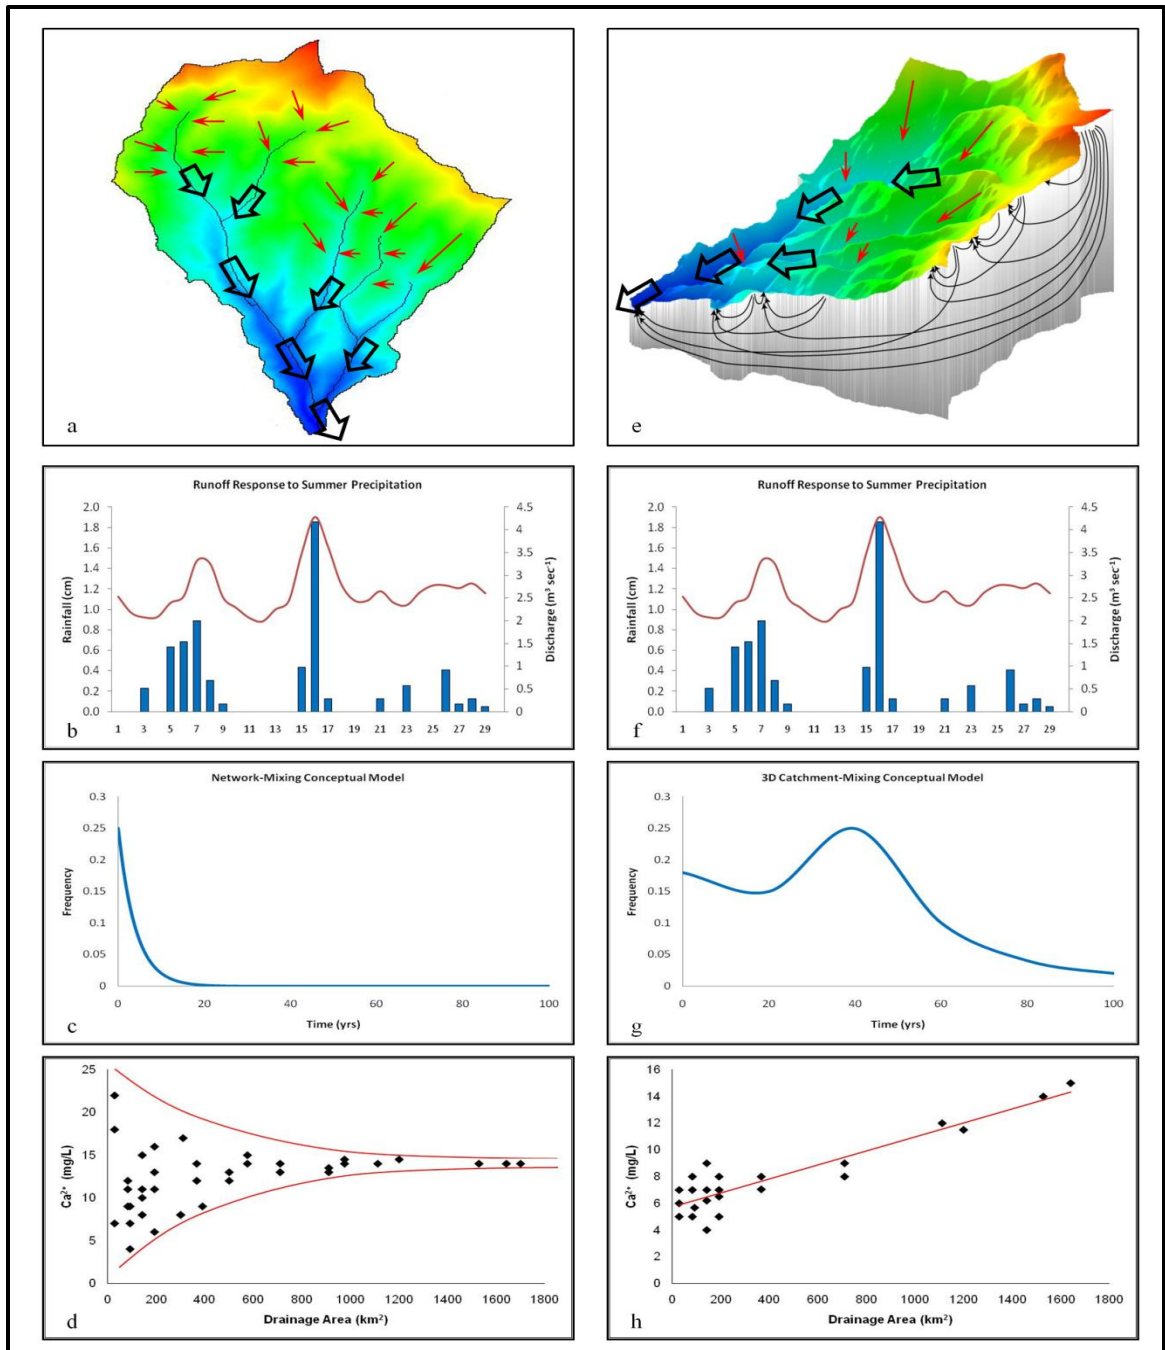 a
e
Runoff Response to Summer Precipitation
2.0 4.5
1.8 4
1.6 3.5
1.4 3
1.2 2.5
1.0 2
0.8 1.5
0.6 1
0.4 0.5
0.2 0
0.0
Rainfall (cm)
Discharge (m³ sec⁻¹)
1 3 5 7 9 11 13 15 17 19 21 23 25 27 29
b
Runoff Response to Summer Precipitation
2.0 4.5
1.8 4
1.6 3.5
1.4 3
1.2 2.5
1.0 2
0.8 1.5
0.6 1
0.4 0.5
0.2 0
0.0
Rainfall (cm)
Discharge (m³ sec⁻¹)
1 3 5 7 9 11 13 15 17 19 21 23 25 27 29
f
Network-Mixing Conceptual Model
0.3
0.25
0.2
0.15
0.1
0.05
0
Frequency
0 20 40 60 80 100
Time (yrs)
c
3D Catchment-Mixing Conceptual Model
0.3
0.25
0.2
0.15
0.1
0.05
0
Frequency
0 20 40 60 80 100
Time (yrs)
g
25
20
15
10
5
0
Ca²⁺ (mg/L)
0 200 400 600 800 1000 1200 1400 1600 1800
Drainage Area (km²)
d
16
14
12
10
8
6
4
2
0
Ca²⁺ (mg/L)
0 200 400 600 800 1000 1200 1400 1600 1800
Drainage Area (km²)
h